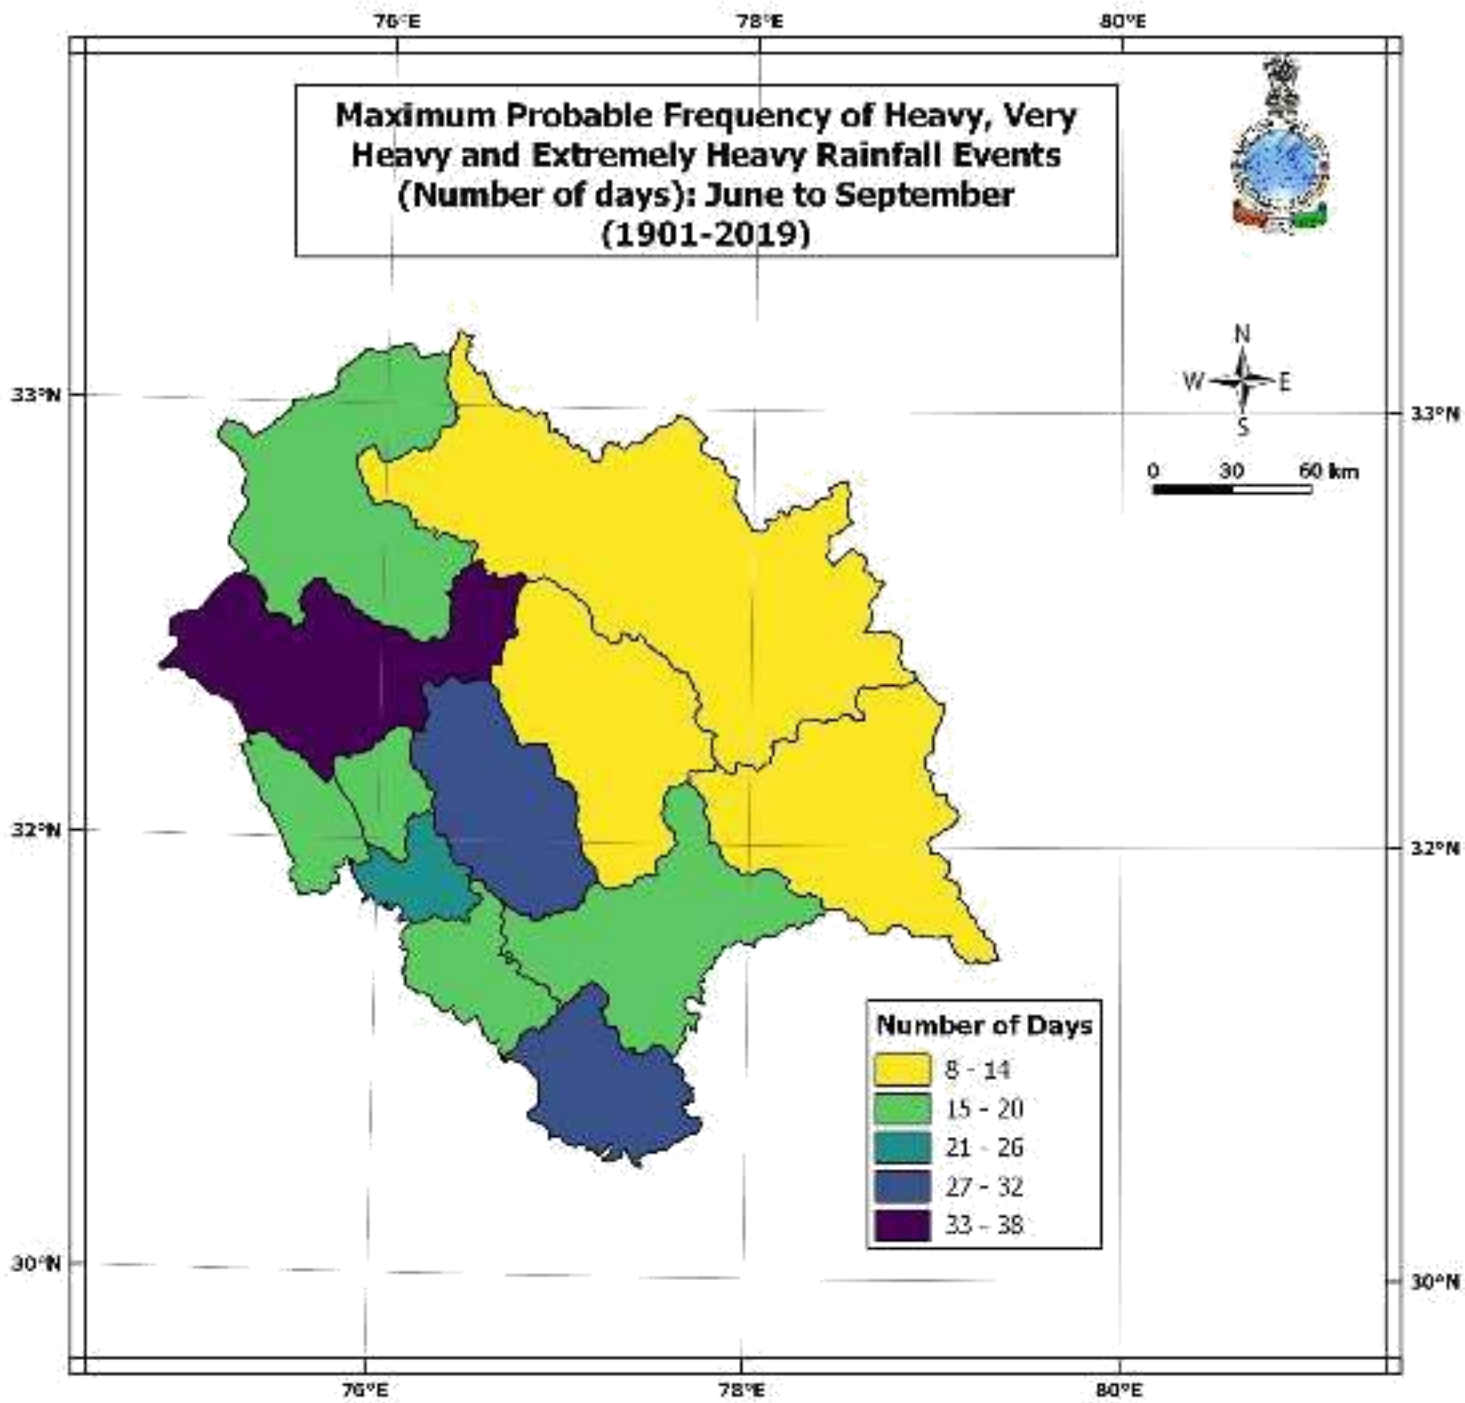 76°E 78°E 80°E
Maximum Probable Frequency of Heavy, Very
Heavy and Extremely Heavy Rainfall Events
(Number of days): June to September
(1901-2019)
N
W E
S
33°N 33°N
0 30 60 km
32°N 32°N
Number of Days
8 - 14
15 - 20
21 - 26
27 - 32
33 - 38
30°N 30°N
76°E 78°E 80°E